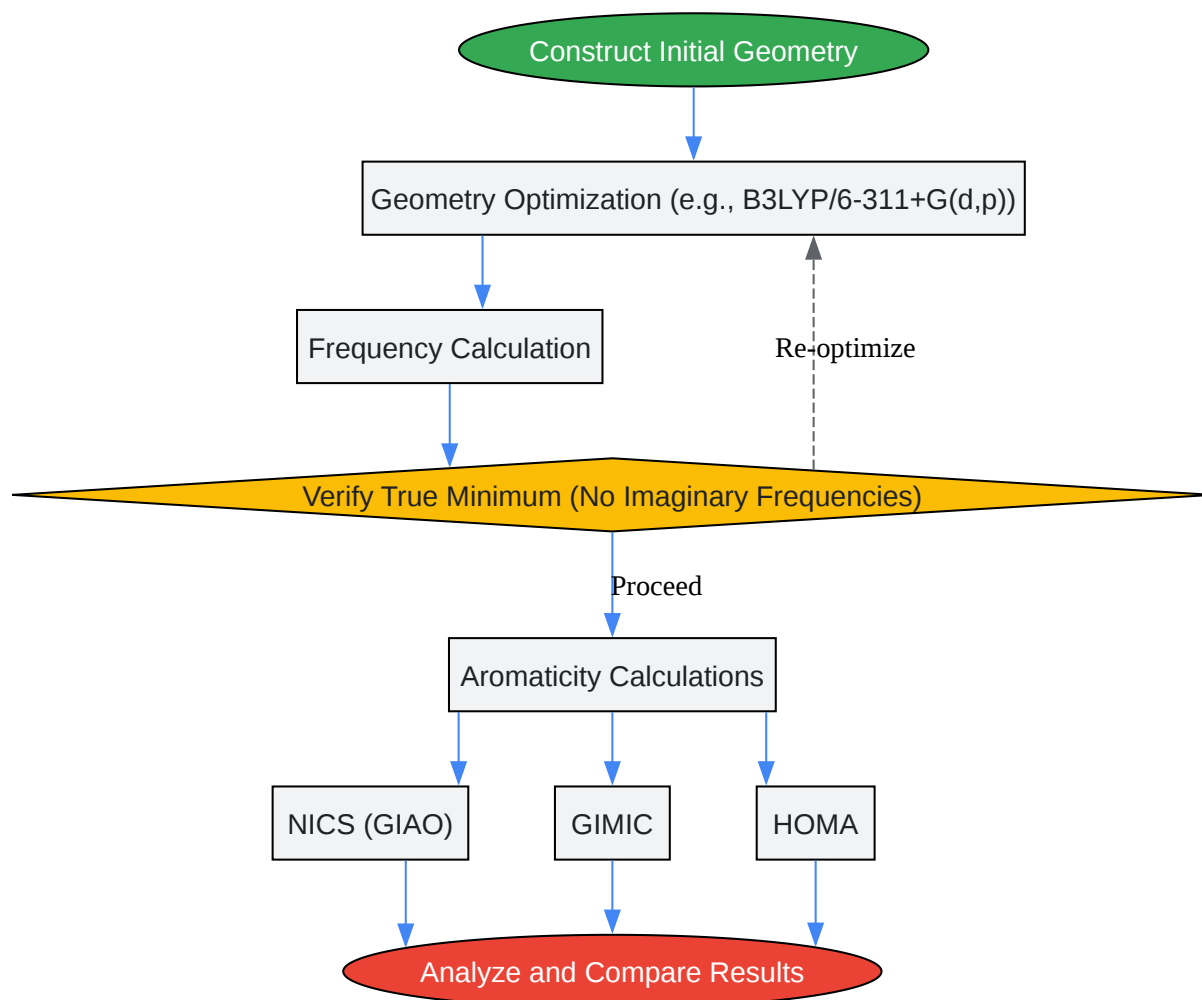 Construct Initial Geometry
Geometry Optimization (e.g., B3LYP/6-311+G(d,p))
Frequency Calculation
Re-optimize
Verify True Minimum (No Imaginary Frequencies)
Proceed
Aromaticity Calculations
NICS (GIAO)
GIMIC
HOMA
Analyze and Compare Results